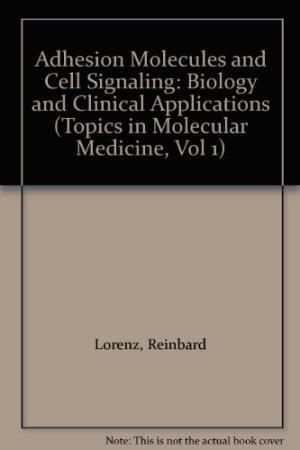 Adhesion Molecules and
Cell Signaling: Biology
and Clinical Applications
(Topics in Molecular
Medicine, Vol 1)
Lorenz, Reinbard
Note: This is not the actual book cover